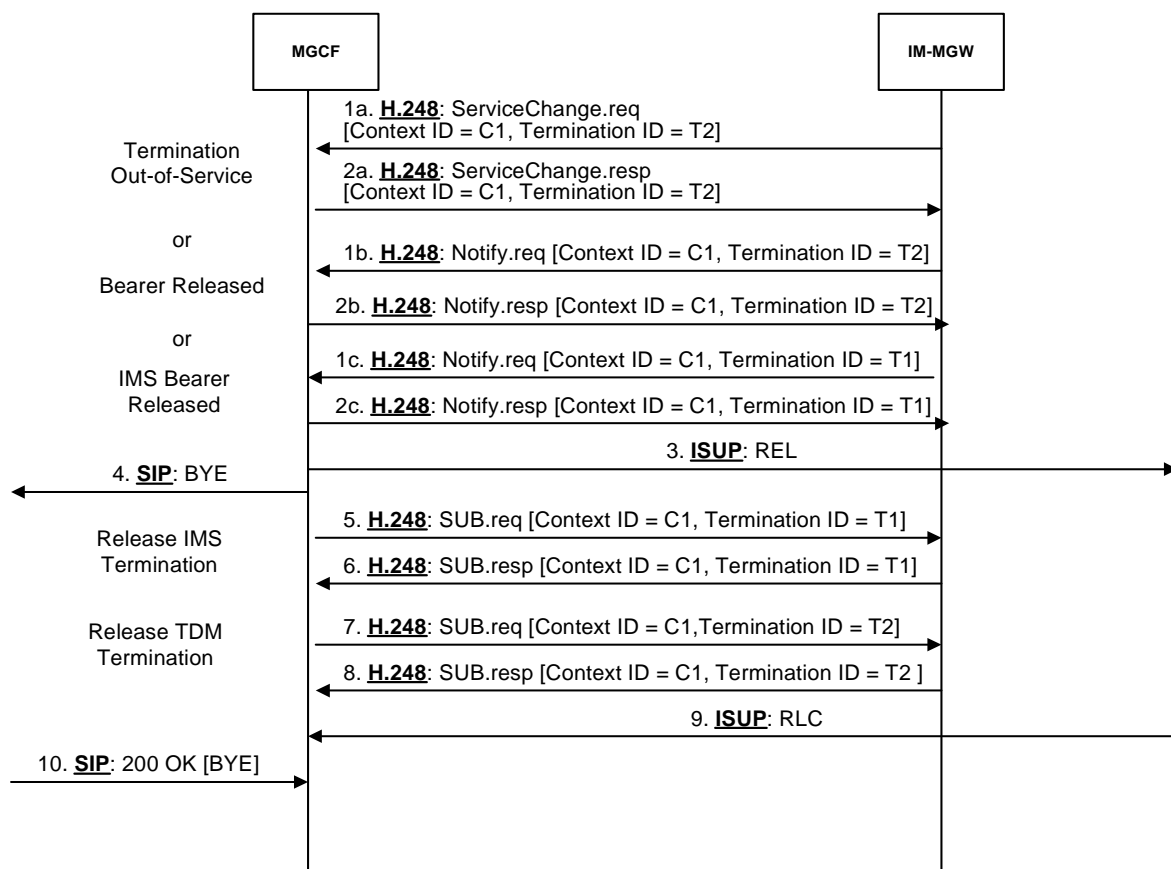 MGCF
IM-MGW
1a. H.248: ServiceChange.req
[Context ID = C1, Termination ID = T2]
Termination
Out-of-Service
2a. H.248: ServiceChange.resp
[Context ID = C1, Termination ID = T2]
or
1b. H.248: Notify.req [Context ID = C1, Termination ID = T2]
Bearer Released
2b. H.248: Notify.resp [Context ID = C1, Termination ID = T2]
or
1c. H.248: Notify.req [Context ID = C1, Termination ID = T1]
IMS Bearer
Released
2c. H.248: Notify.resp [Context ID = C1, Termination ID = T1]
3. ISUP: REL
4. SIP: BYE
5. H.248: SUB.req [Context ID = C1, Termination ID = T1]
Release IMS
Termination
6. H.248: SUB.resp [Context ID = C1, Termination ID = T1]
7. H.248: SUB.req [Context ID = C1,Termination ID = T2]
Release TDM
Termination
8. H.248: SUB.resp [Context ID = C1, Termination ID = T2 ]
9. ISUP: RLC
10. SIP: 200 OK [BYE]